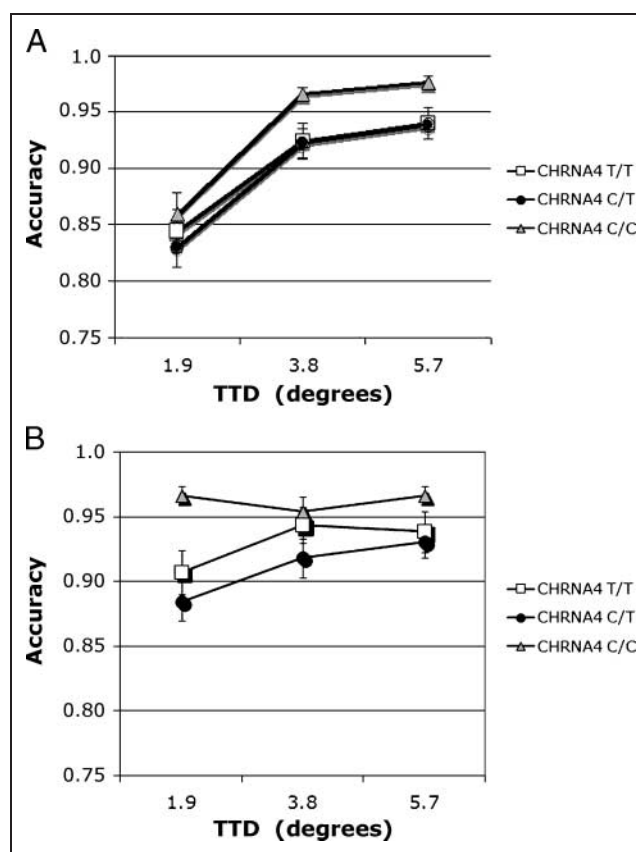 A
1.0
0.95
0.90
0.85
0.80
0.75
Accuracy
1.9 3.8 5.7
TTD (degrees)
CHRNA4 T/T
CHRNA4 C/T
CHRNA4 C/C
B
1.0
0.95
0.90
0.85
0.80
0.75
Accuracy
1.9 3.8 5.7
TTD (degrees)
CHRNA4 T/T
CHRNA4 C/T
CHRNA4 C/C